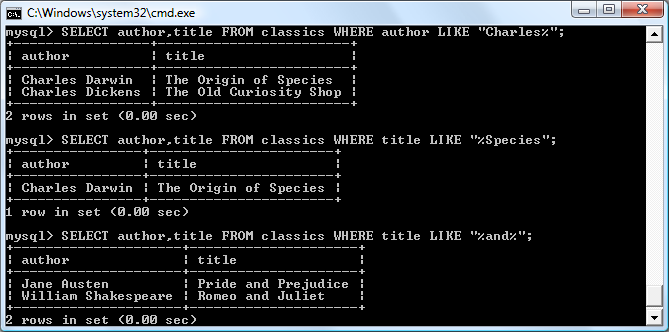 C:\Windows\system32\cmd.exe
mysql> SELECT author,title FROM classics WHERE author LIKE "Charles%";
+-----------------+------------------------+
| author          | title                  |
+-----------------+------------------------+
| Charles Darwin  | The Origin of Species  |
| Charles Dickens | The Old Curiosity Shop |
+-----------------+------------------------+
2 rows in set (0.00 sec)
mysql> SELECT author,title FROM classics WHERE title LIKE "%Species";
+----------------+-----------------------+
| author         | title                 |
+----------------+-----------------------+
| Charles Darwin | The Origin of Species |
+----------------+-----------------------+
1 row in set (0.00 sec)
mysql> SELECT author,title FROM classics WHERE title LIKE "%and%";
+---------------------+---------------------+
| author              | title               |
+---------------------+---------------------+
| Jane Austen         | Pride and Prejudice |
| William Shakespeare | Romeo and Juliet    |
+---------------------+---------------------+
2 rows in set (0.00 sec)